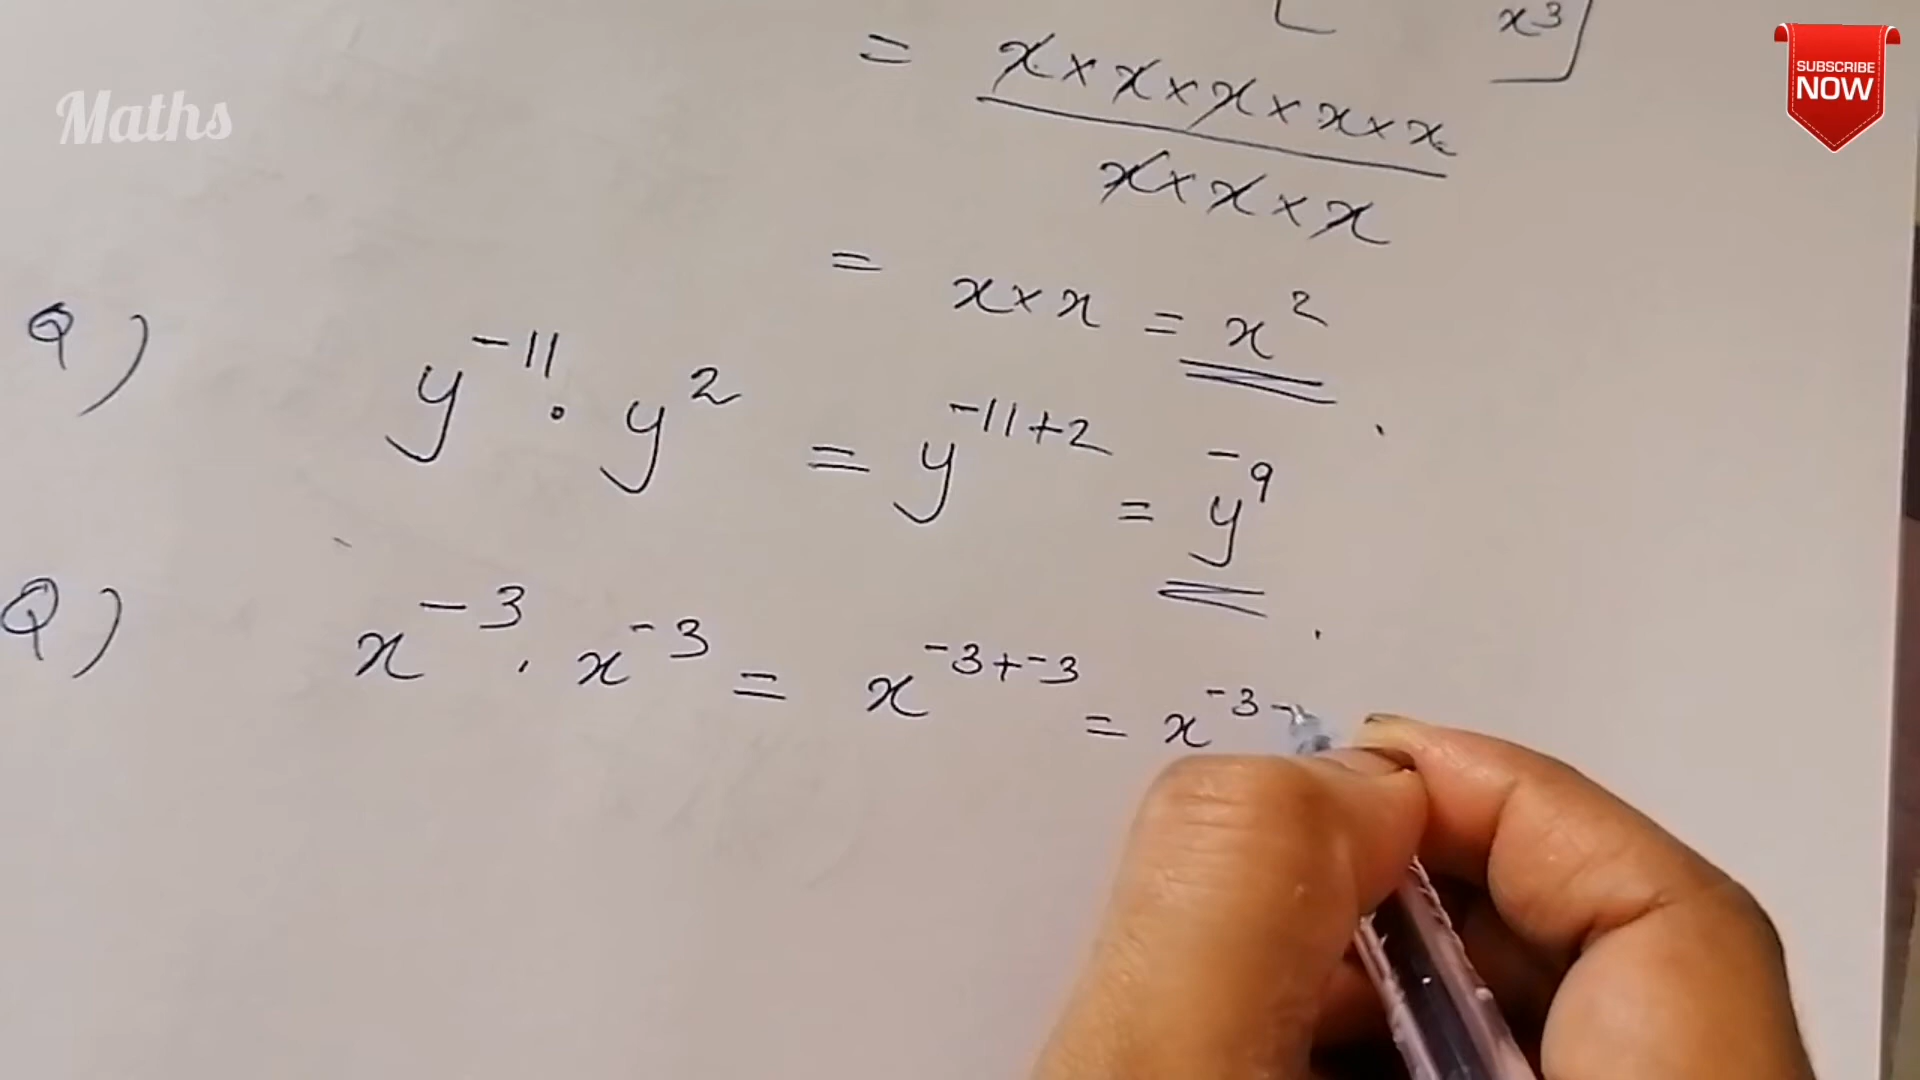 x³
= x × x × x × x × x
x × x × x
= x × x = x²
Q) y⁻¹¹ · y² = y⁻¹¹⁺² = y⁻⁹
Q) x⁻³ · x⁻³ = x⁻³⁺⁻³ = x⁻³⁻
Maths
SUBSCRIBE
NOW